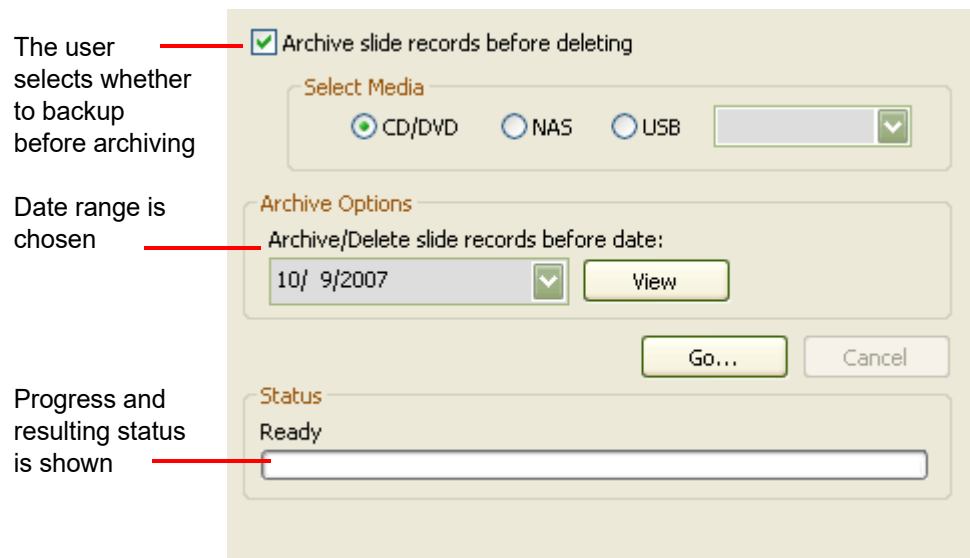 The user
selects whether
to backup
before archiving
Archive slide records before deleting
Select Media
CD/DVD NAS USB
Date range is
chosen
Archive Options
Archive/Delete slide records before date:
10/ 9/2007 View
Go... Cancel
Progress and
resulting status
is shown
Status
Ready